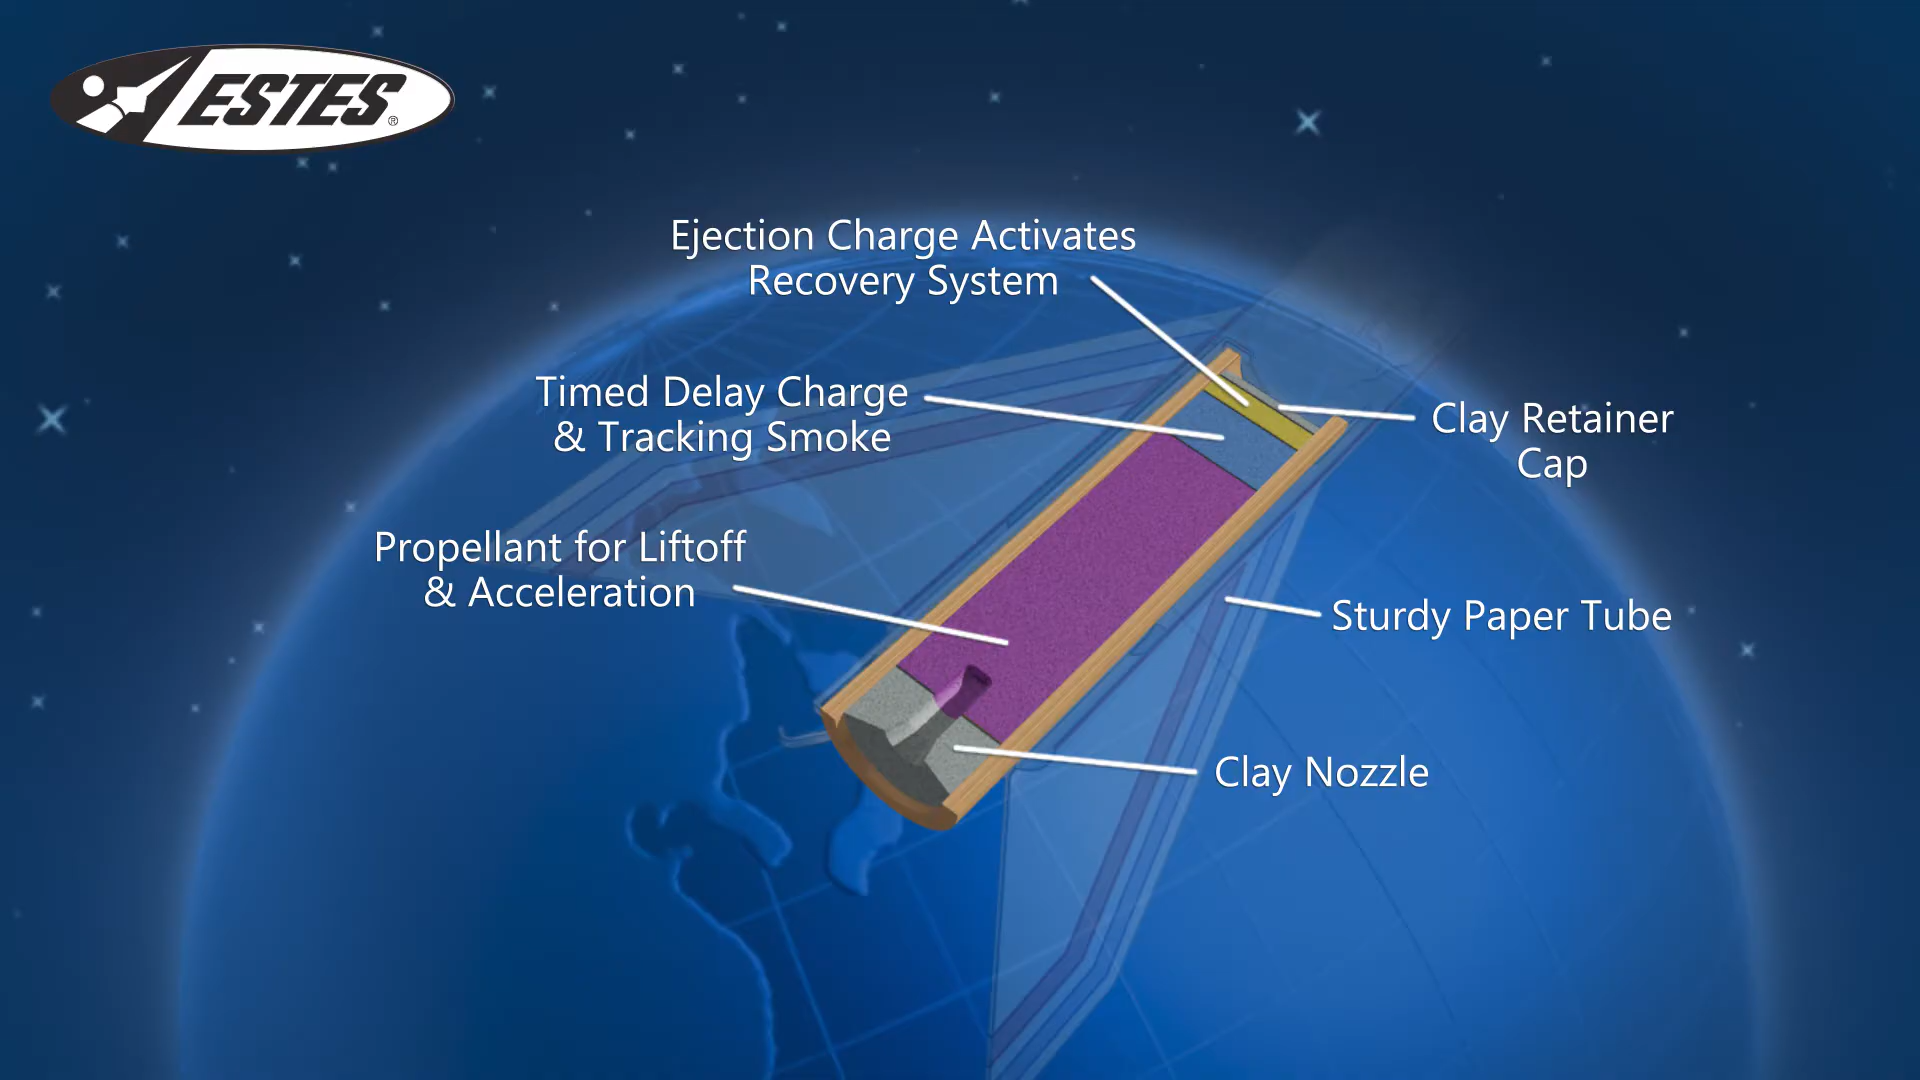 ESTES®
Ejection Charge Activates
Recovery System
Timed Delay Charge
& Tracking Smoke
Clay Retainer
Cap
Propellant for Liftoff
& Acceleration
Sturdy Paper Tube
Clay Nozzle